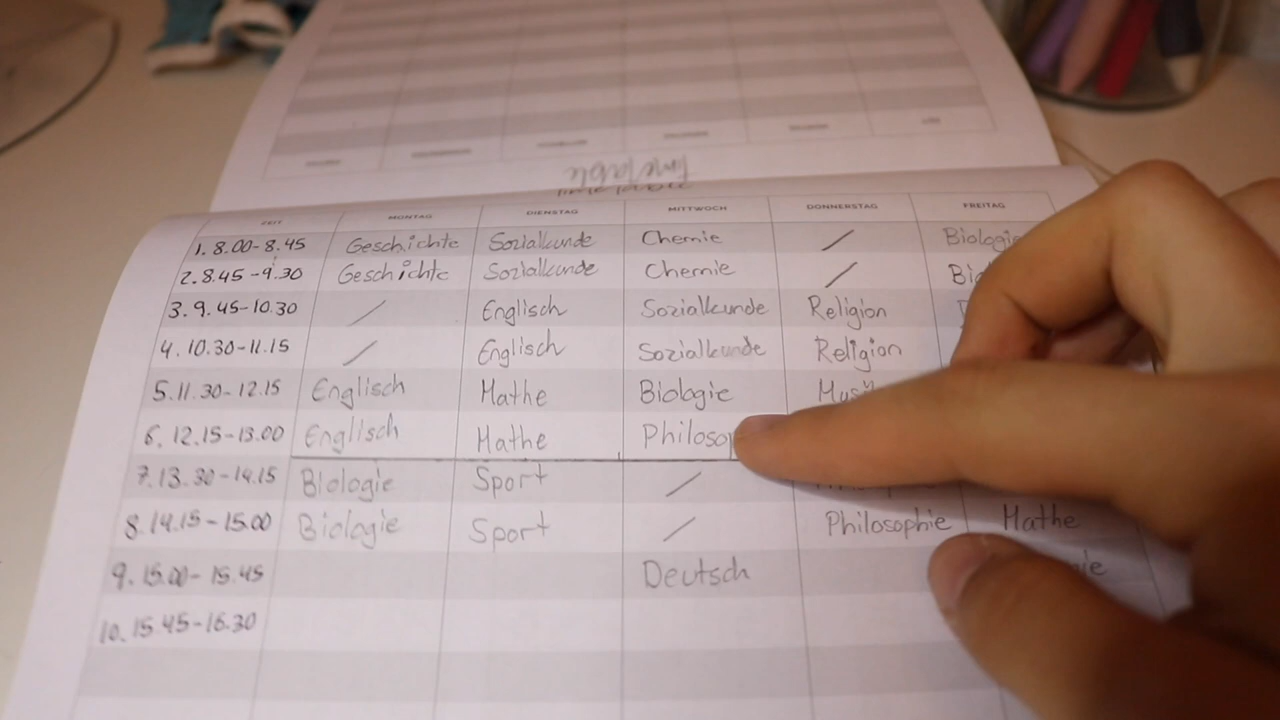 Timetable
ZEIT MONTAG DIENSTAG MITTWOCH DONNERSTAG FREITAG
1. 8.00-8.45 Geschichte Sozialkunde Chemie / Biologie
2. 8.45-9.30 Geschichte Sozialkunde Chemie / Bio
3. 9.45-10.30 / Englisch Sozialkunde Religion
4. 10.30-11.15 / Englisch Sozialkunde Religion
5. 11.30-12.15 Englisch Mathe Biologie Musik
6. 12.15-13.00 Englisch Mathe Philosop
7. 13.30-14.15 Biologie Sport /
8. 14.15-15.00 Biologie Sport / Philosophie Mathe
9. 15.00-15.45 Deutsch
10. 15.45-16.30